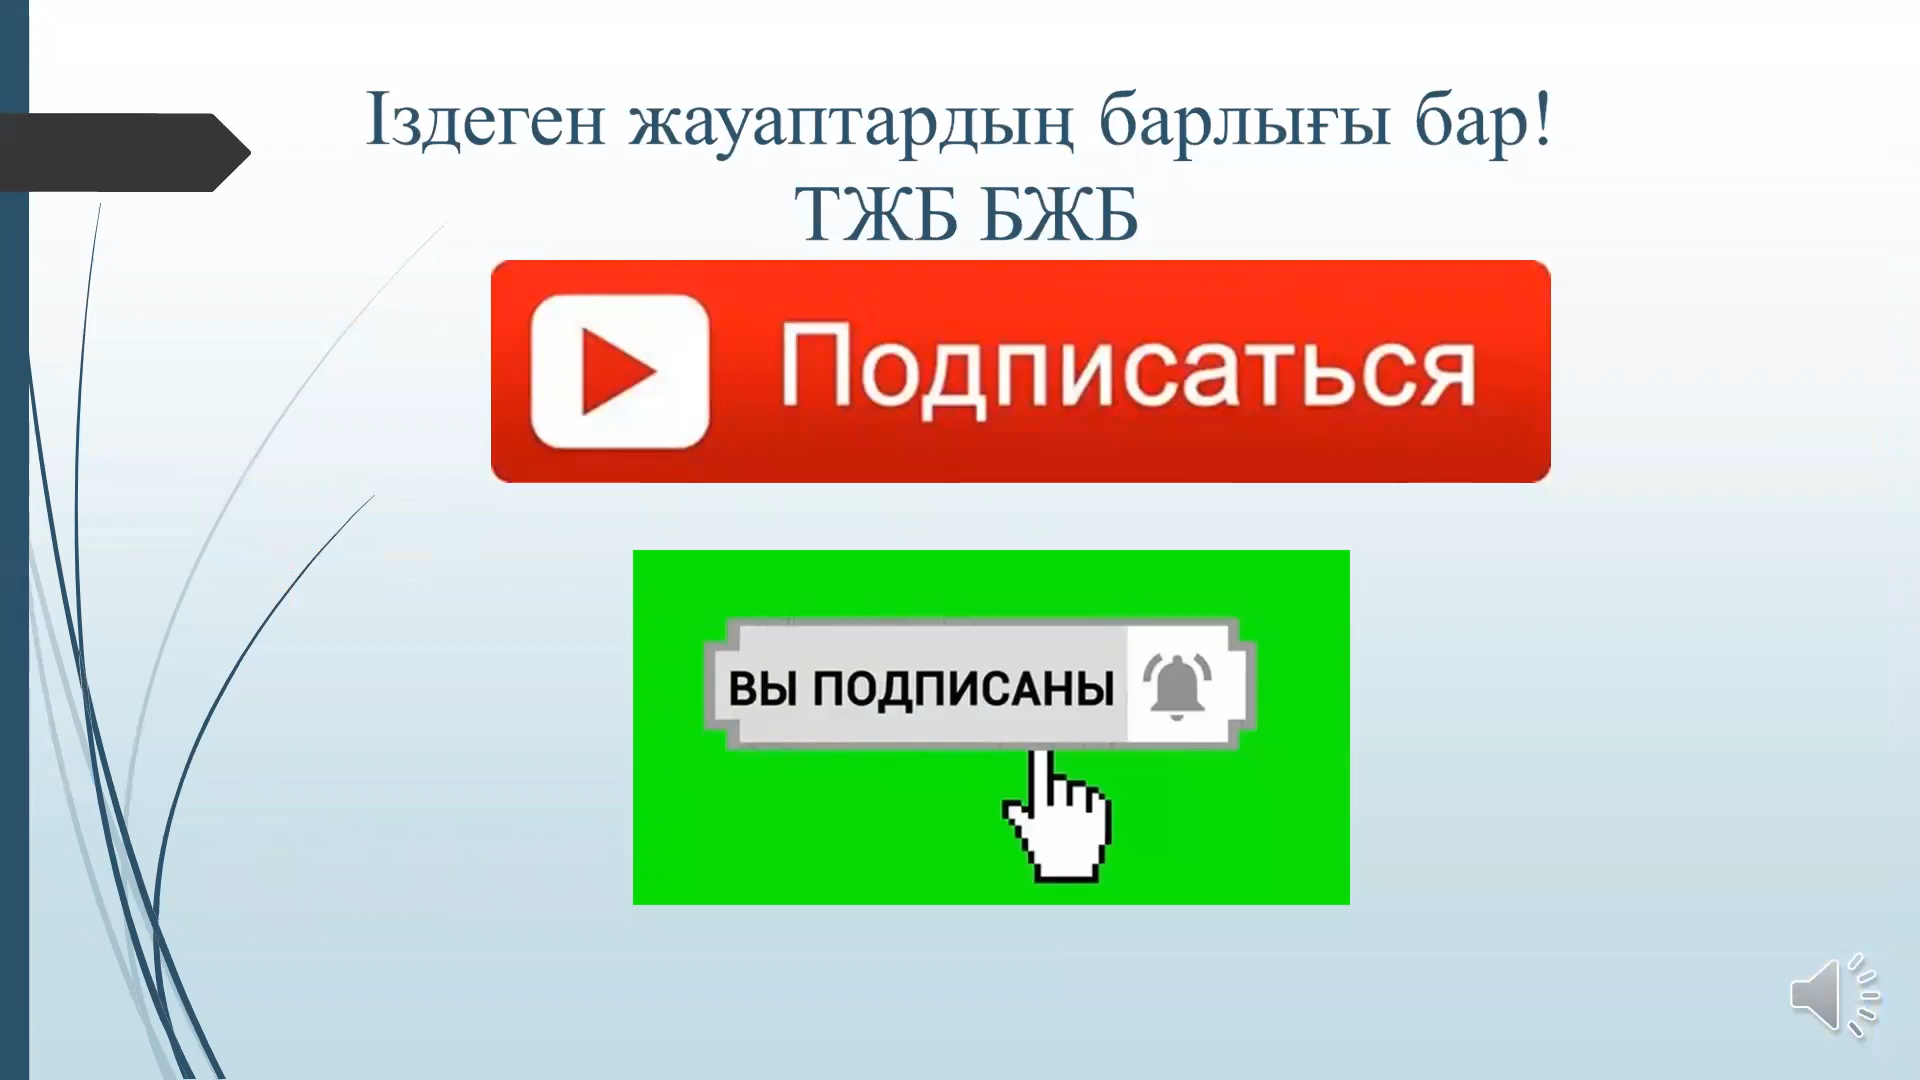 Іздеген жауаптардың барлығы бар!
ТЖБ БЖБ
Подписаться
ВЫ ПОДПИСАНЫ